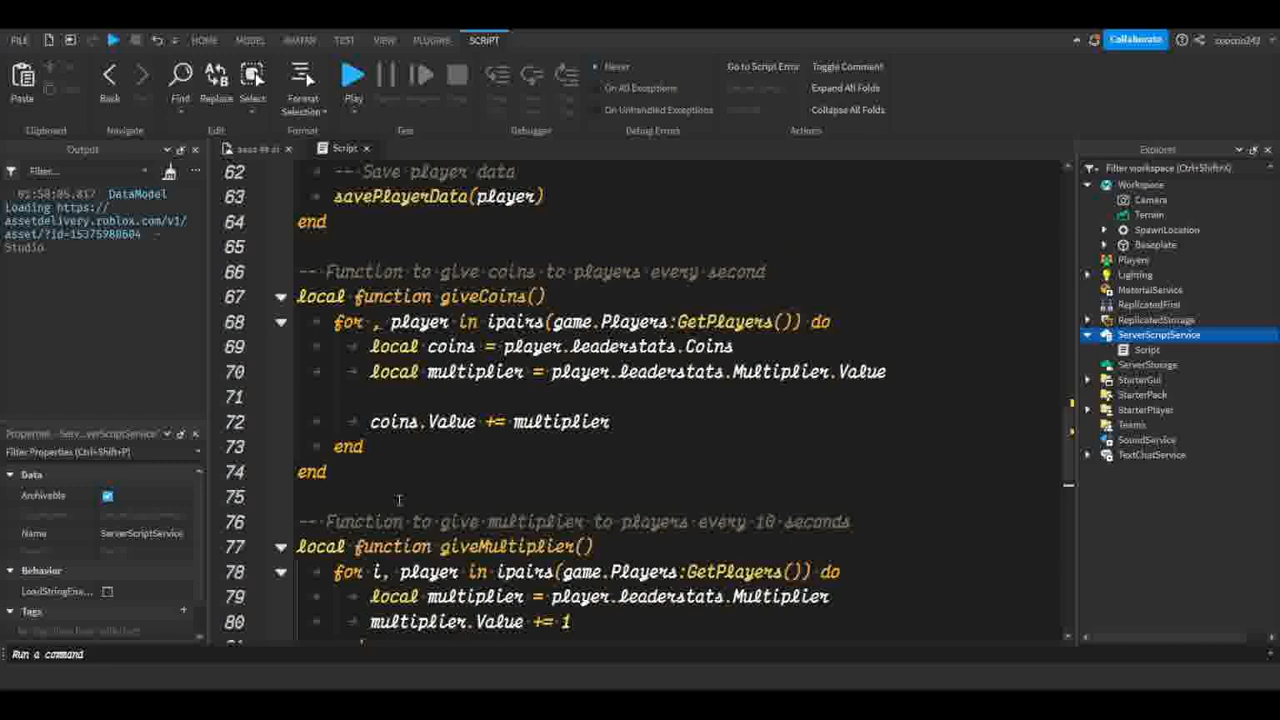 FILE HOME MODEL AVATAR TEST VIEW PLUGINS SCRIPT Collaborate
Paste Back Find Replace Select Format Selection Play Never Go to Script Error Toggle Comment
On All Exceptions Expand All Folds
On Unhandled Exceptions Collapse All Folds
Clipboard Navigate Edit Format Test Debugger Debug Errors Actions
Output Script Explorer
Filter... Filter workspace (Ctrl+Shift+X)
DataModel
Loading https://
assetdelivery.roblox.com/v1/
asset/?id=15375980604 -
Studio
62 -- Save player data
63 savePlayerData(player)
64 end
65
66 -- Function to give coins to players every second
67 local function giveCoins()
68 for , player in ipairs(game.Players:GetPlayers()) do
69 local coins = player.leaderstats.Coins
70 local multiplier = player.leaderstats.Multiplier.Value
71
72 coins.Value += multiplier
73 end
74 end
75
76 -- Function to give multiplier to players every 10 seconds
77 local function giveMultiplier()
78 for i, player in ipairs(game.Players:GetPlayers()) do
79 local multiplier = player.leaderstats.Multiplier
80 multiplier.Value += 1
Workspace
Camera
Terrain
SpawnLocation
Baseplate
Players
Lighting
MaterialService
ReplicatedFirst
ReplicatedStorage
ServerScriptService
Script
ServerStorage
StarterGui
StarterPack
StarterPlayer
Teams
SoundService
TextChatService
Filter Properties (Ctrl+Shift+P)
Data
Archivable
Name ServerScriptService
Behavior
LoadStringEna...
Tags
Run a command